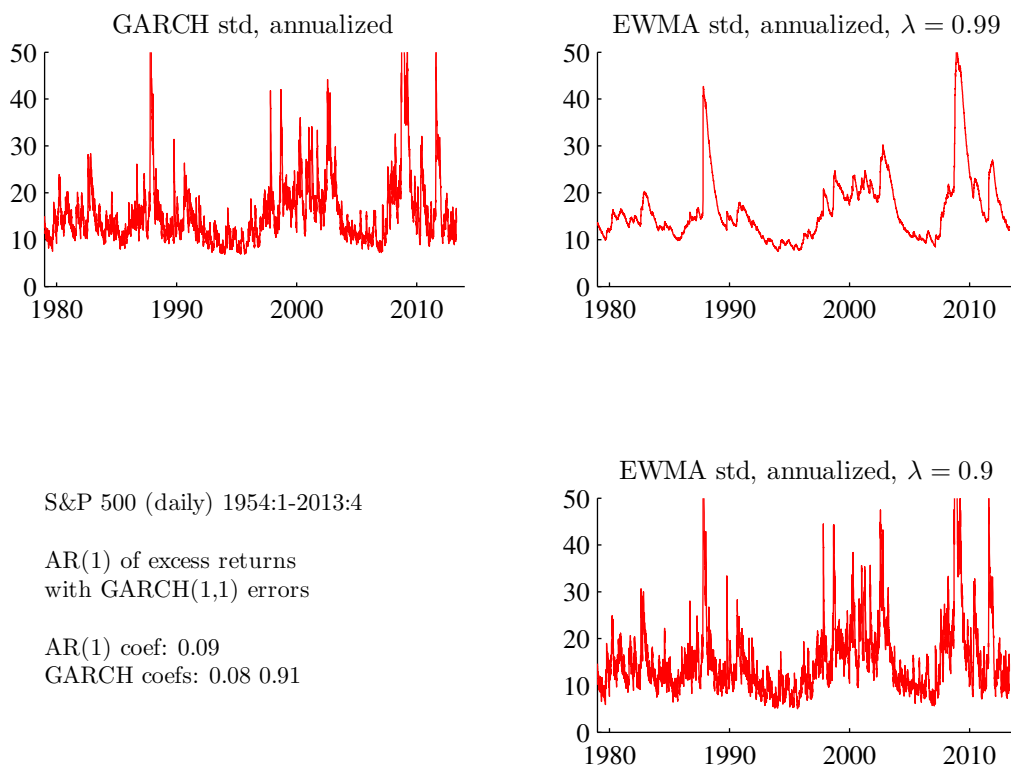 GARCH std, annualized
50
40
30
20
10
0
1980 1990 2000 2010
EWMA std, annualized, λ = 0.99
50
40
30
20
10
0
1980 1990 2000 2010
S&P 500 (daily) 1954:1-2013:4
AR(1) of excess returns
with GARCH(1,1) errors
AR(1) coef: 0.09
GARCH coefs: 0.08 0.91
EWMA std, annualized, λ = 0.9
50
40
30
20
10
0
1980 1990 2000 2010